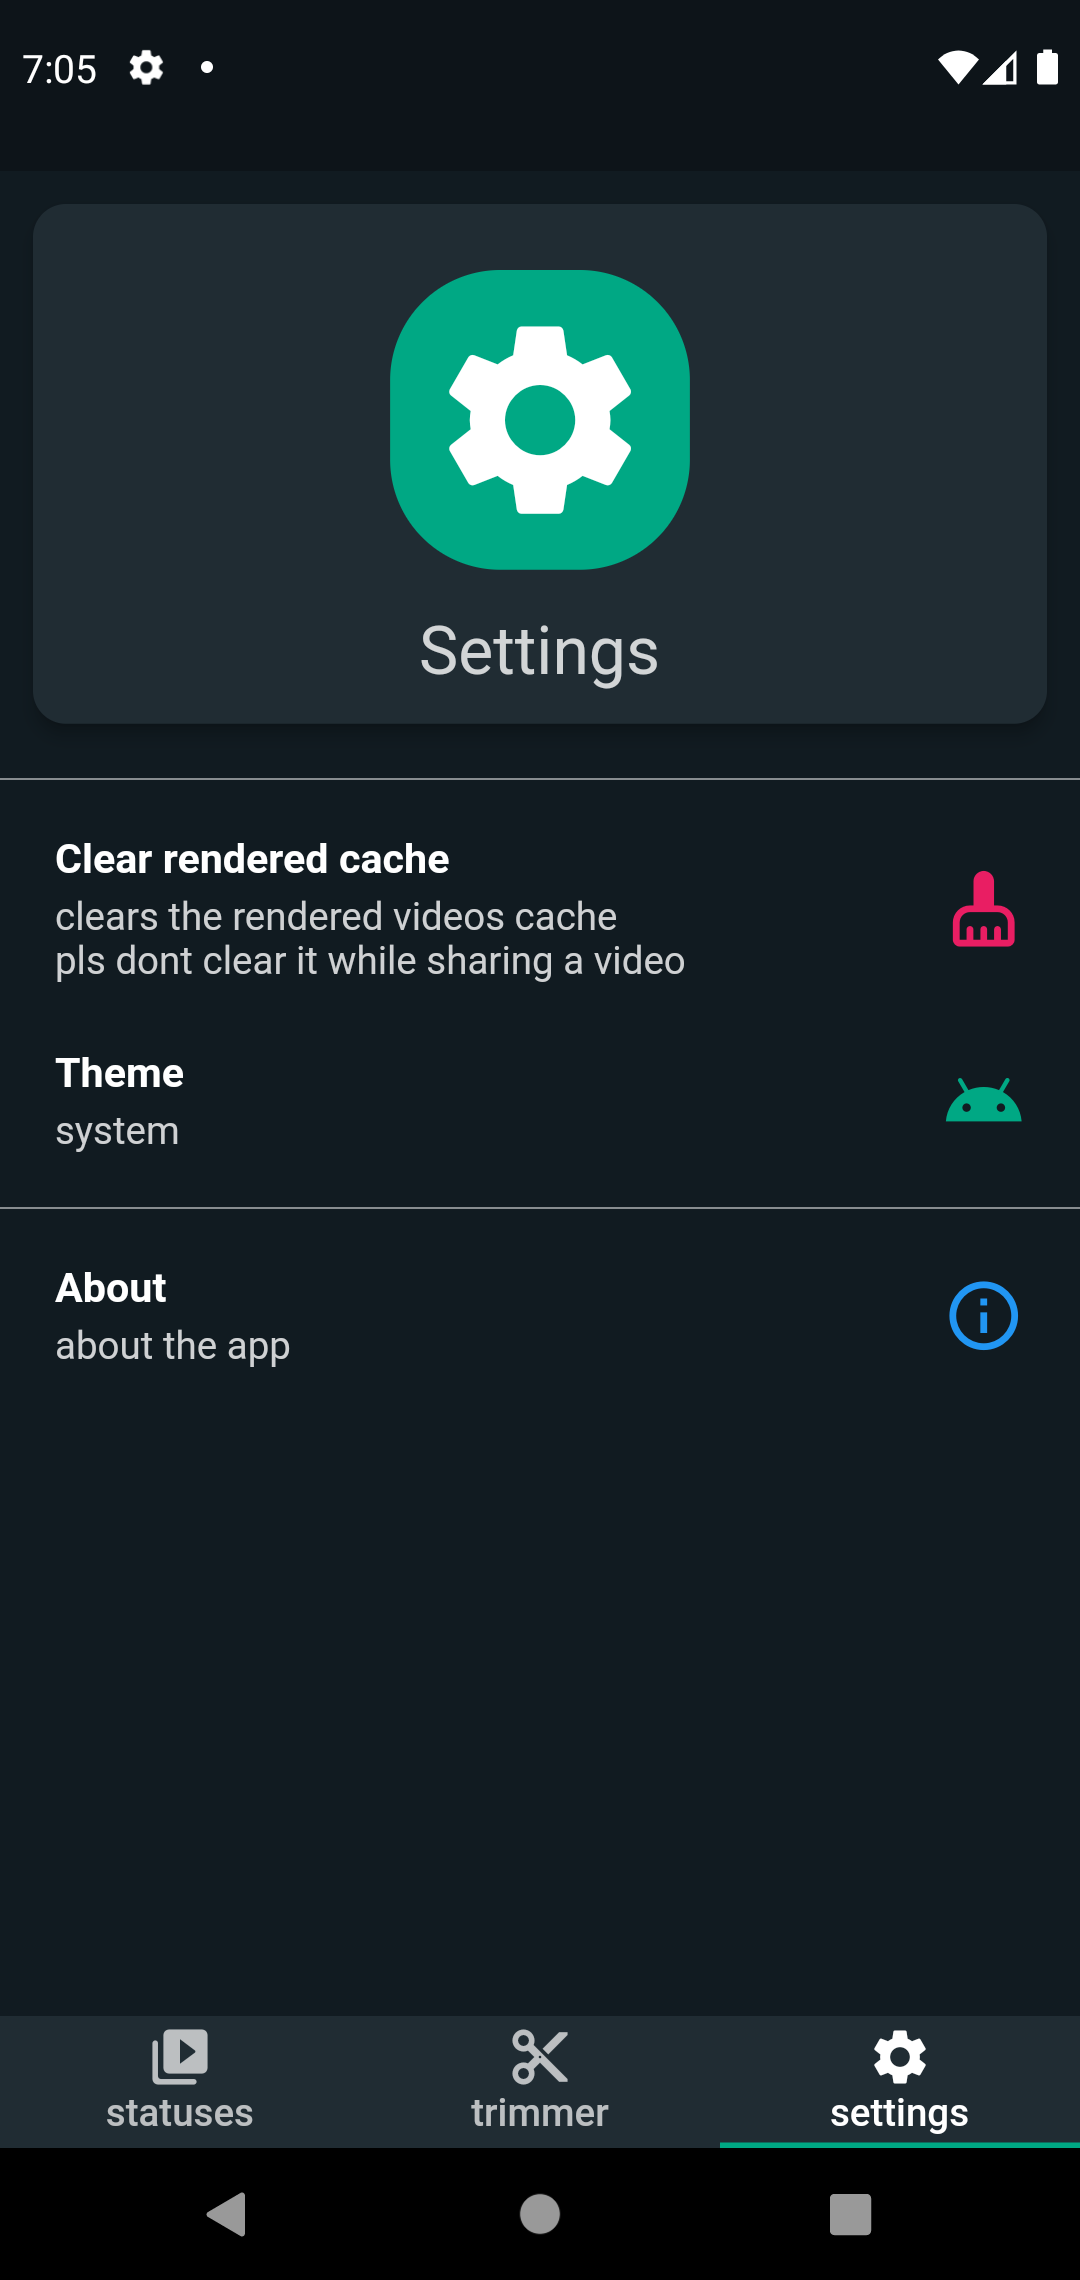 7:05
Settings
Clear rendered cache
clears the rendered videos cache
pls dont clear it while sharing a video
Theme
system
About
about the app
statuses
trimmer
settings